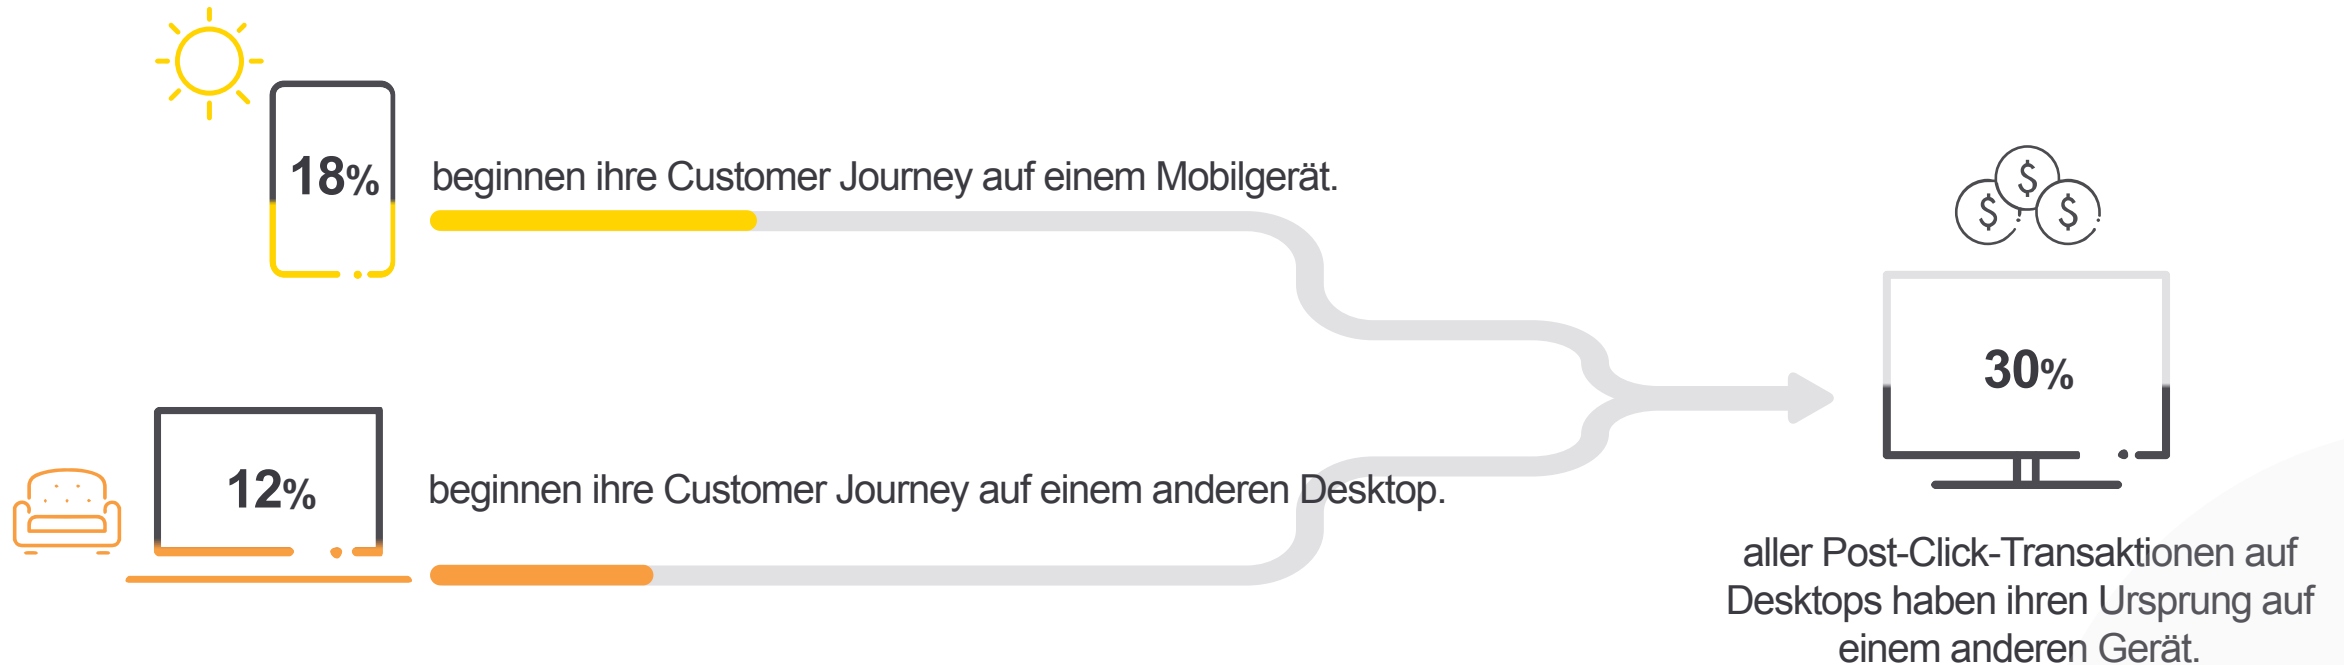 18%
beginnen ihre Customer Journey auf einem Mobilgerät.
12%
beginnen ihre Customer Journey auf einem anderen Desktop.
$ $ $
30%
aller Post-Click-Transaktionen auf
Desktops haben ihren Ursprung auf
einem anderen Gerät.